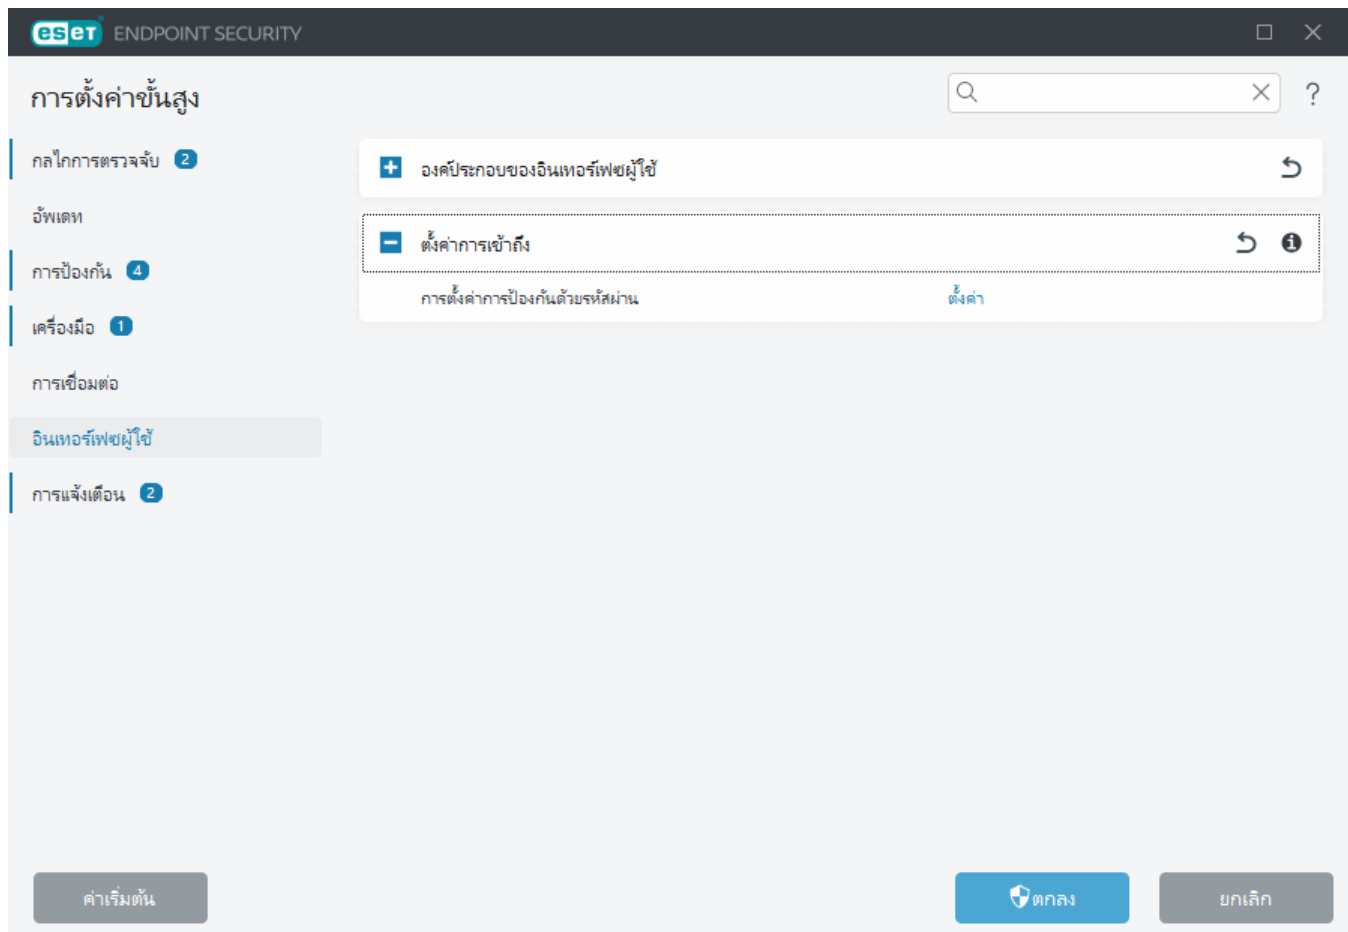 eset ENDPOINT SECURITY
การตั้งค่าขั้นสูง
?
กลไกการตรวจจับ 2
อัพเดท
การป้องกัน 4
เครื่องมือ 1
การเชื่อมต่อ
อินเทอร์เฟซผู้ใช้
การแจ้งเตือน 2
องค์ประกอบของอินเทอร์เฟซผู้ใช้
ตั้งค่าการเข้าถึง
การตั้งค่าการป้องกันด้วยรหัสผ่าน ตั้งค่า
ค่าเริ่มต้น
ตกลง
ยกเลิก